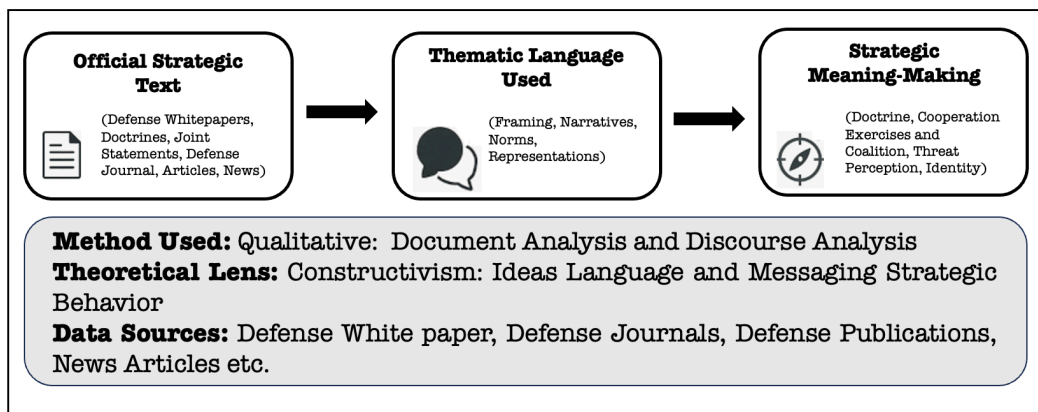 Official Strategic
Text
(Defense Whitepapers,
Doctrines, Joint
Statements, Defense
Journal, Articles, News)
Thematic Language
Used
(Framing, Narratives,
Norms,
Representations)
Strategic
Meaning-Making
(Doctrine, Cooperation
Exercises and
Coalition, Threat
Perception, Identity)
Method Used: Qualitative: Document Analysis and Discourse Analysis
Theoretical Lens: Constructivism: Ideas Language and Messaging Strategic
Behavior
Data Sources: Defense White paper, Defense Journals, Defense Publications,
News Articles etc.